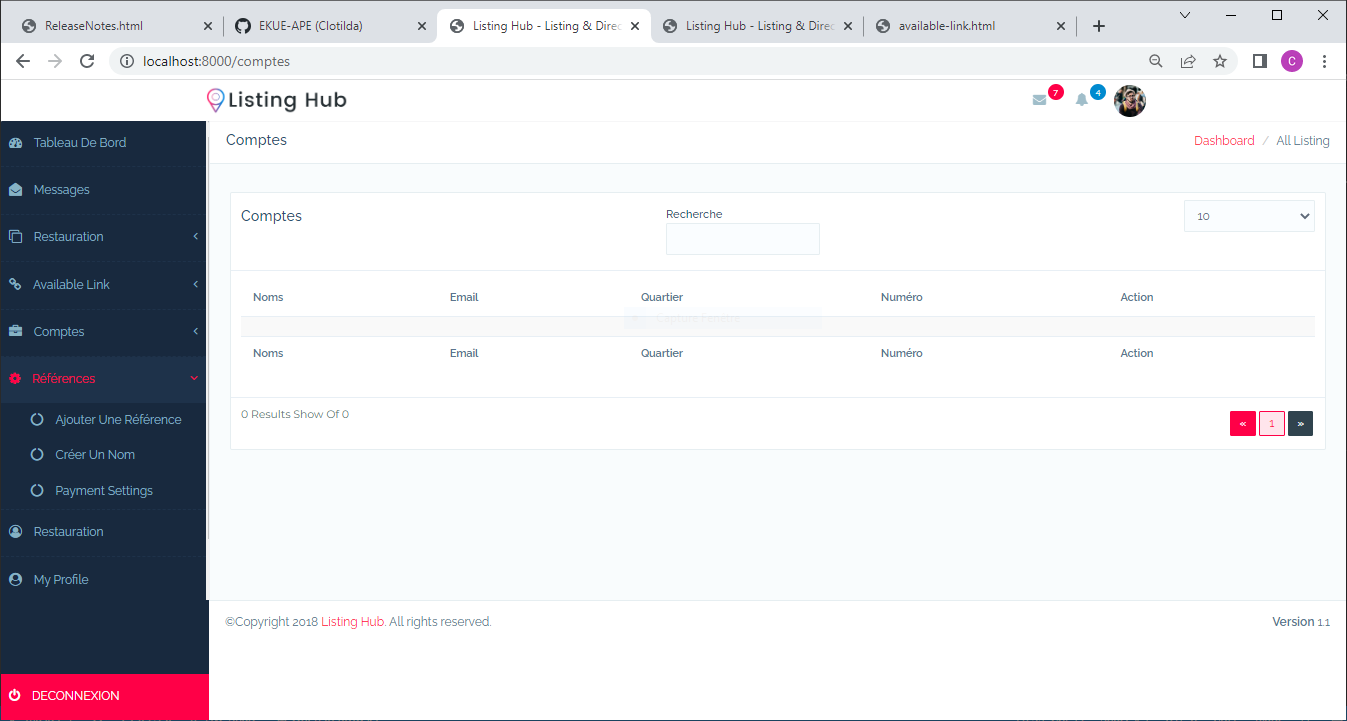 ReleaseNotes.html
EKUE-APE (Clotilda)
Listing Hub - Listing & Direc
Listing Hub - Listing & Direc
available-link.html
localhost:8000/comptes
C
Listing Hub
7
4
Tableau De Bord
Messages
Restauration
Available Link
Comptes
Références
Ajouter Une Référence
Créer Un Nom
Payment Settings
Restauration
My Profile
DECONNEXION
Comptes
Dashboard / All Listing
Comptes
Recherche
10
Noms Email Quartier Numéro Action
Noms Email Quartier Numéro Action
0 Results Show Of 0
« 1 »
©Copyright 2018 Listing Hub. All rights reserved.
Version 1.1